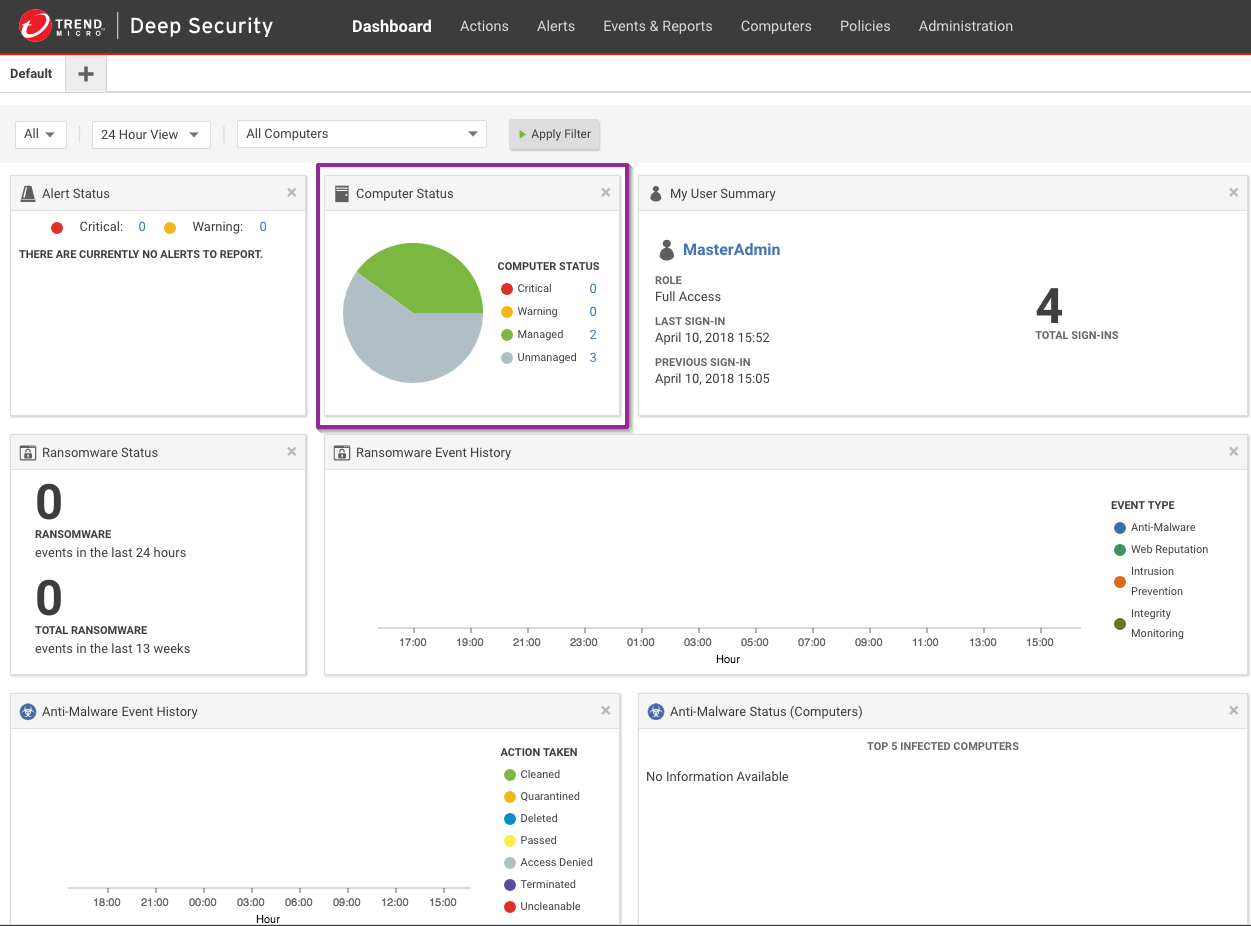 TREND MICRO Deep Security Dashboard Actions Alerts Events & Reports Computers Policies Administration
Default
All 24 Hour View All Computers Apply Filter
Alert Status
Critical: 0 Warning: 0
THERE ARE CURRENTLY NO ALERTS TO REPORT.
Computer Status
COMPUTER STATUS
Critical 0
Warning 0
Managed 2
Unmanaged 3
My User Summary
MasterAdmin
ROLE
Full Access
LAST SIGN-IN
April 10, 2018 15:52
PREVIOUS SIGN-IN
April 10, 2018 15:05
4
TOTAL SIGN-INS
Ransomware Status
0
RANSOMWARE
events in the last 24 hours
0
TOTAL RANSOMWARE
events in the last 13 weeks
Ransomware Event History
EVENT TYPE
Anti-Malware
Web Reputation
Intrusion
Prevention
Integrity
Monitoring
17:00 19:00 21:00 23:00 01:00 03:00 05:00 07:00 09:00 11:00 13:00 15:00
Hour
Anti-Malware Event History
ACTION TAKEN
Cleaned
Quarantined
Deleted
Passed
Access Denied
Terminated
Uncleanable
18:00 21:00 00:00 03:00 06:00 09:00 12:00 15:00
Hour
Anti-Malware Status (Computers)
TOP 5 INFECTED COMPUTERS
No Information Available